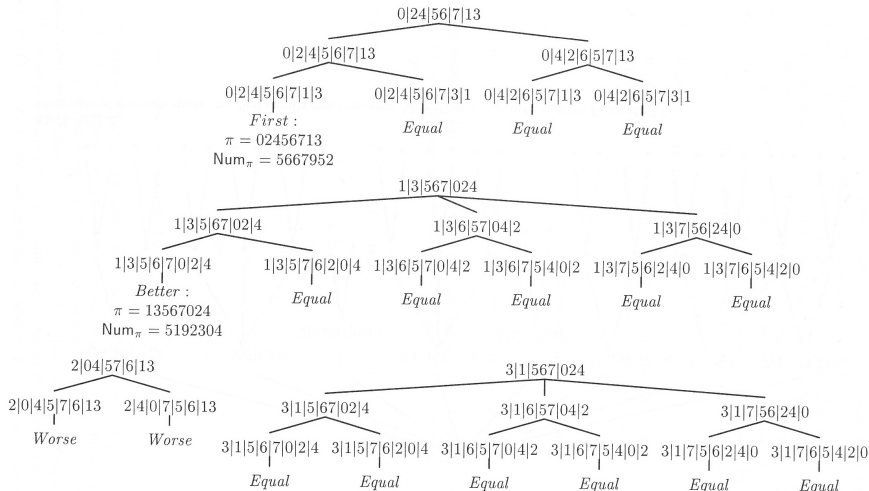 0|24|56|7|13
0|2|4|5|6|7|13 0|4|2|6|5|7|13
0|2|4|5|6|7|1|3 0|2|4|5|6|7|3|1 0|4|2|6|5|7|1|3 0|4|2|6|5|7|3|1
First : Equal Equal Equal
π = 02456713
Numπ = 5667952
1|3|567|024
1|3|5|67|02|4 1|3|6|57|04|2 1|3|7|56|24|0
1|3|5|6|7|0|2|4 1|3|5|7|6|2|0|4 1|3|6|5|7|0|4|2 1|3|6|7|5|4|0|2 1|3|7|5|6|2|4|0 1|3|7|6|5|4|2|0
Better : Equal Equal Equal Equal Equal
π = 13567024
Numπ = 5192304
2|04|57|6|13 3|1|567|024
2|0|4|5|7|6|13 2|4|0|7|5|6|13 3|1|5|67|02|4 3|1|6|57|04|2 3|1|7|56|24|0
Worse Worse
3|1|5|6|7|0|2|4 3|1|5|7|6|2|0|4 3|1|6|5|7|0|4|2 3|1|6|7|5|4|0|2 3|1|7|5|6|2|4|0 3|1|7|6|5|4|2|0
Equal Equal Equal Equal Equal Equal